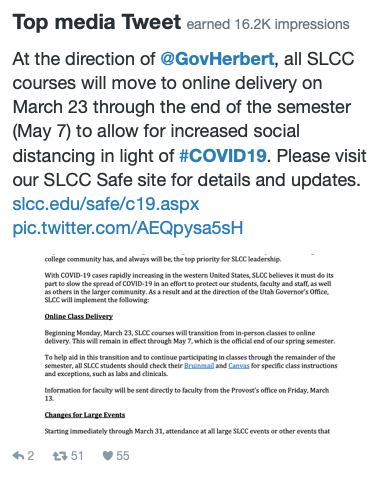 Top media Tweet earned 16.2K impressions
At the direction of @GovHerbert, all SLCC
courses will move to online delivery on
March 23 through the end of the semester
(May 7) to allow for increased social
distancing in light of #COVID19. Please visit
our SLCC Safe site for details and updates.
slcc.edu/safe/c19.aspx
pic.twitter.com/AEQpysa5sH
college community has, and always will be, the top priority for SLCC leadership.
With COVID-19 cases rapidly increasing in the western United States, SLCC believes it must do its
part to slow the spread of COVID-19 in an effort to protect our students, faculty and staff, as well
as others in the larger community. As a result and at the direction of the Utah Governor's Office,
SLCC will implement the following:
Online Class Delivery
Beginning Monday, March 23, SLCC courses will transition from in-person classes to online
delivery. This will remain in effect through May 7, which is the official end of our spring semester.
To help aid in this transition and to continue participating in classes through the remainder of the
semester, all SLCC students should check their Bruinmail and Canvas for specific class instructions
and exceptions, such as labs and clinicals.
Information for faculty will be sent directly to faculty from the Provost's office on Friday, March
13.
Changes for Large Events
Starting immediately through March 31, attendance at all large SLCC events or other events that
2 51 55